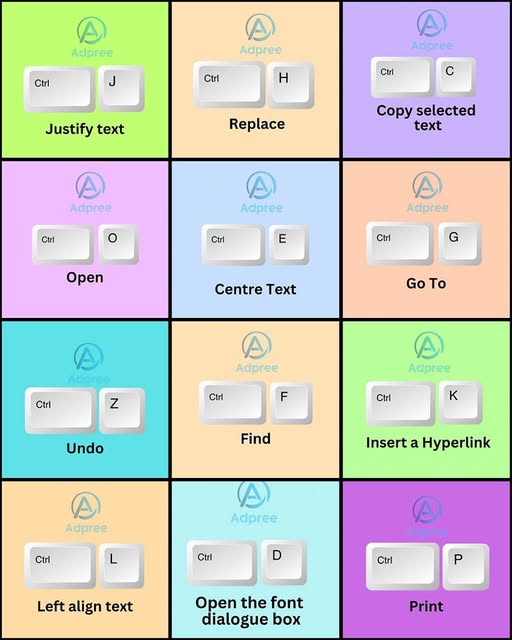 Adpree
Ctrl J
Justify text
Adpree
Ctrl H
Replace
Adpree
Ctrl C
Copy selected
text
Adpree
Ctrl O
Open
Adpree
Ctrl E
Centre Text
Adpree
Ctrl G
Go To
Adpree
Ctrl Z
Undo
Adpree
Ctrl F
Find
Adpree
Ctrl K
Insert a Hyperlink
Adpree
Ctrl L
Left align text
Adpree
Ctrl D
Open the font
dialogue box
Adpree
Ctrl P
Print